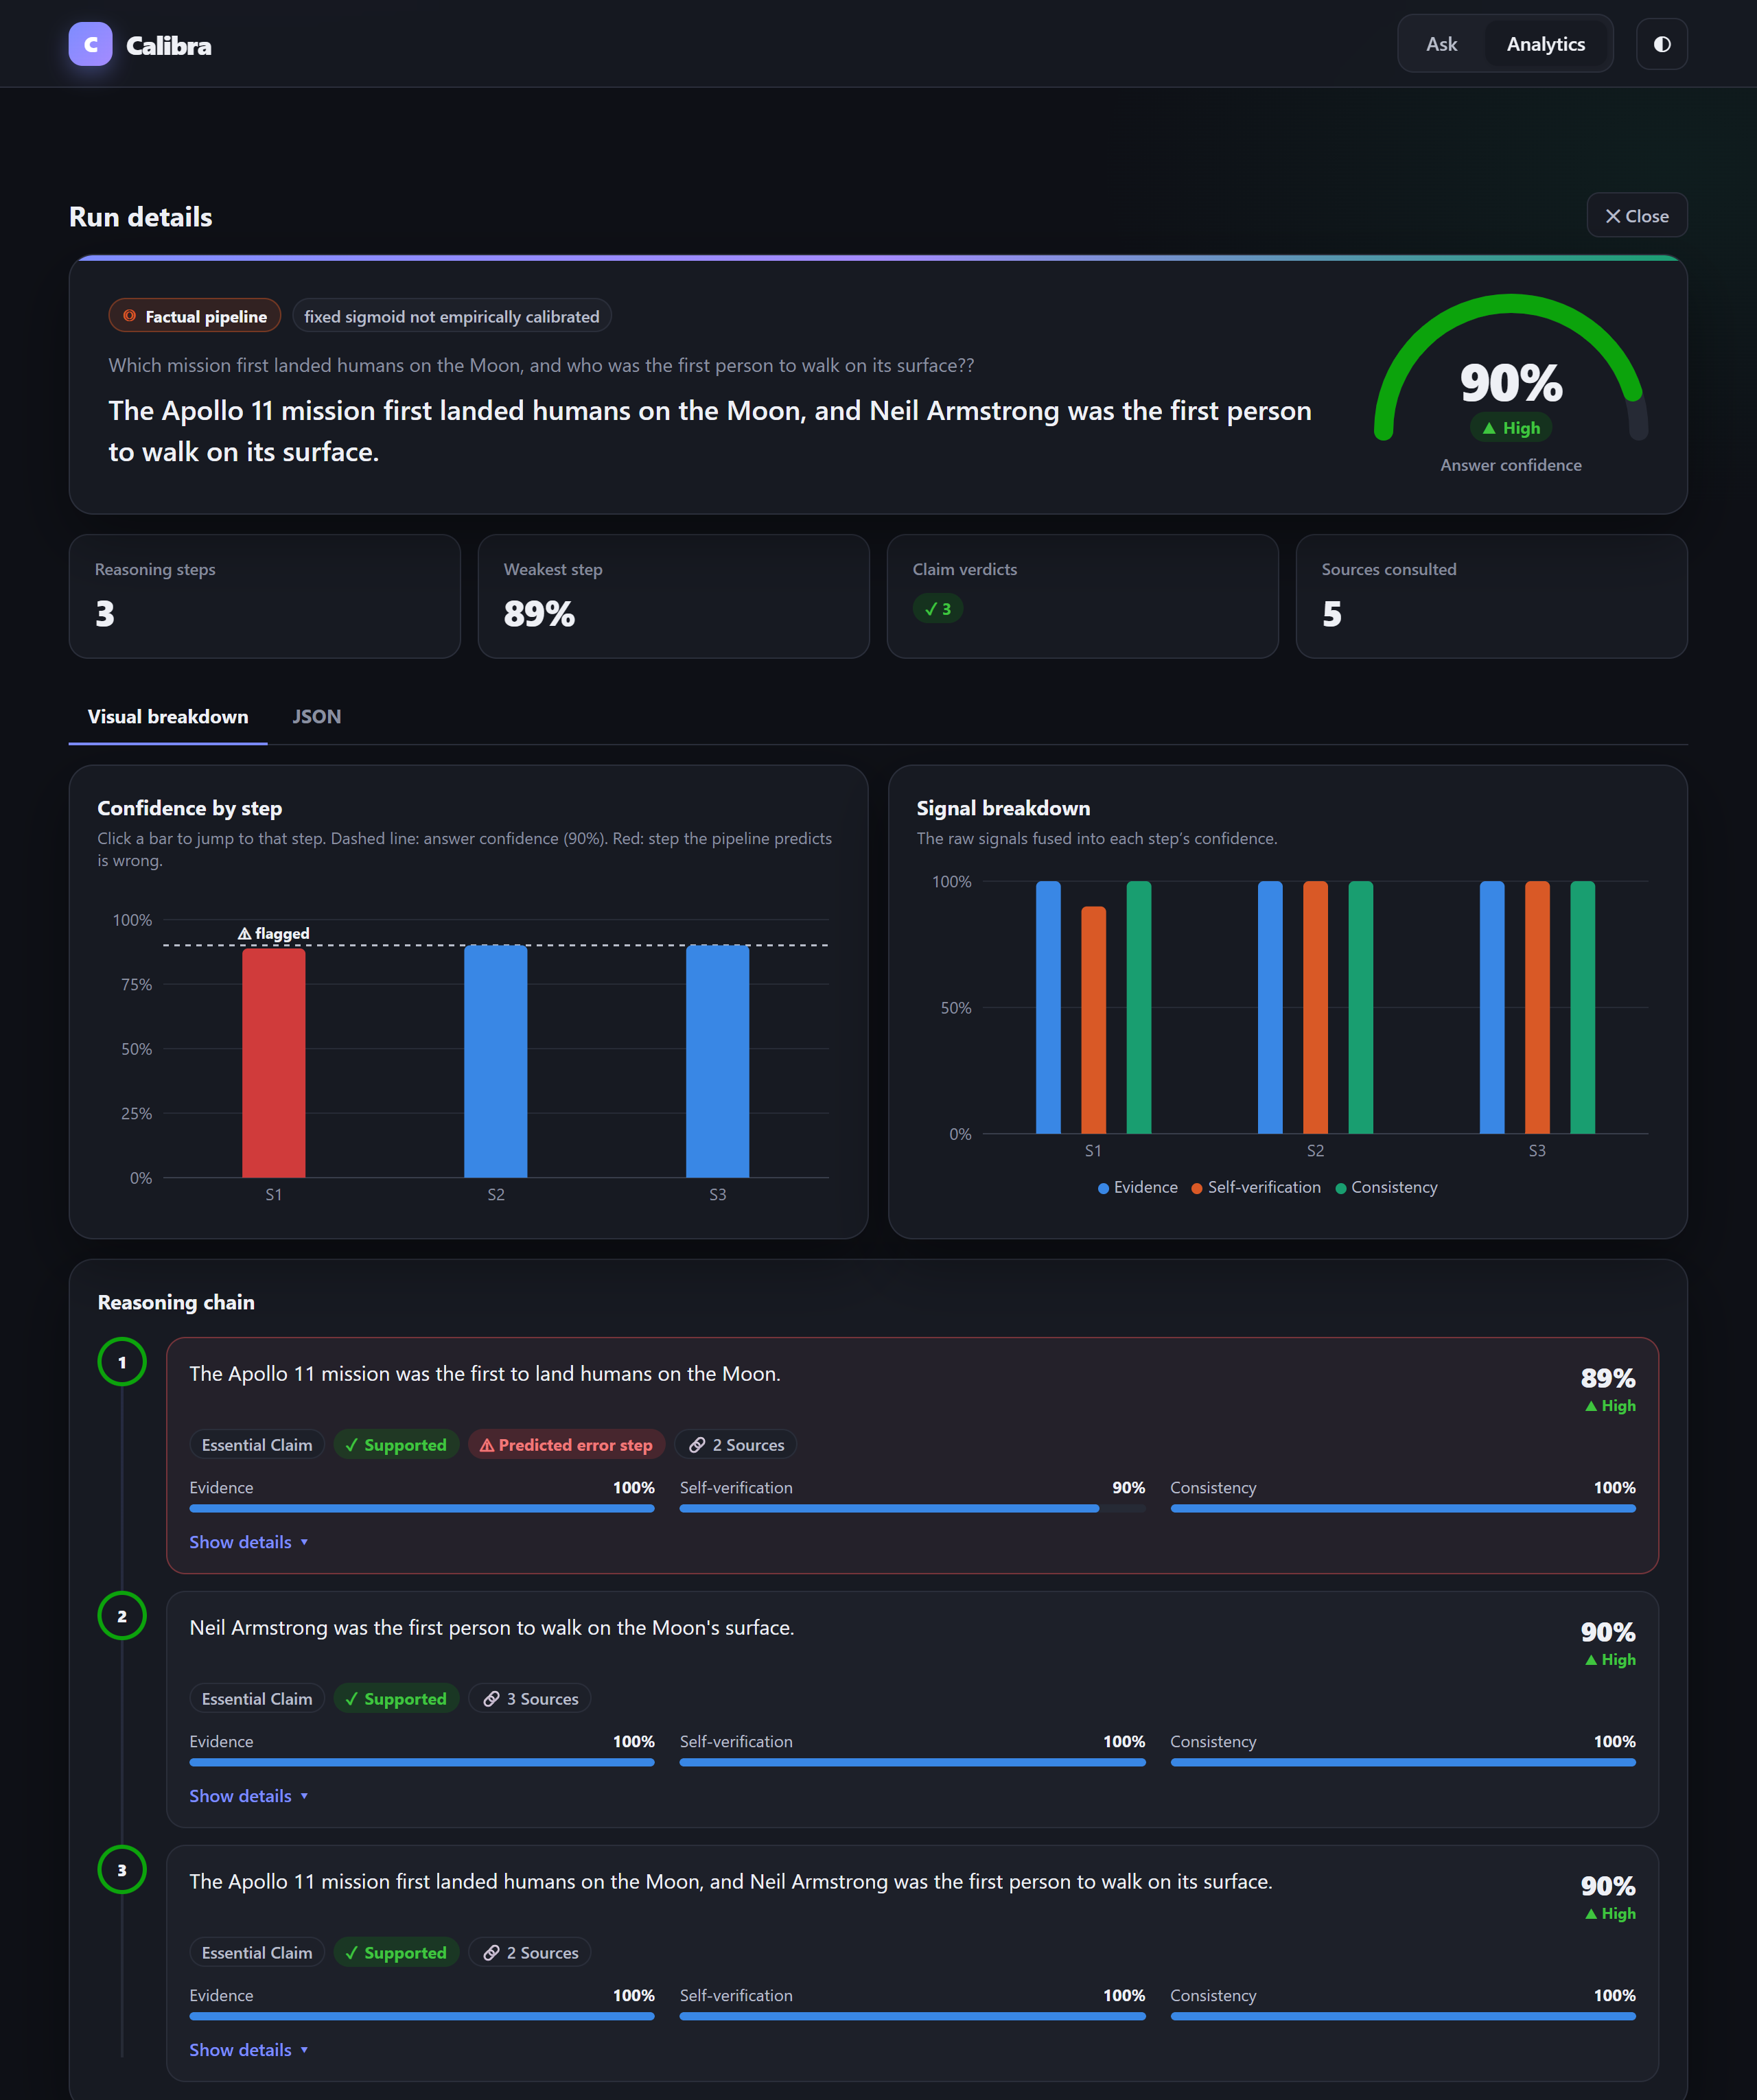 C Calibra
Ask
Analytics
Run details
Close
Factual pipeline
fixed sigmoid not empirically calibrated
Which mission first landed humans on the Moon, and who was the first person to walk on its surface??
The Apollo 11 mission first landed humans on the Moon, and Neil Armstrong was the first person
to walk on its surface.
90%
▲ High
Answer confidence
Reasoning steps
3
Weakest step
89%
Claim verdicts
✓ 3
Sources consulted
5
Visual breakdown
JSON
Confidence by step
Click a bar to jump to that step. Dashed line: answer confidence (90%). Red: step the pipeline predicts
is wrong.
100%
⚠ flagged
75%
50%
25%
0%
S1
S2
S3
Signal breakdown
The raw signals fused into each step's confidence.
100%
50%
0%
S1
S2
S3
Evidence
Self-verification
Consistency
Reasoning chain
1
The Apollo 11 mission was the first to land humans on the Moon.
89%
▲ High
Essential Claim
✓ Supported
⚠ Predicted error step
2 Sources
Evidence 100%
Self-verification 90%
Consistency 100%
Show details ▼
2
Neil Armstrong was the first person to walk on the Moon's surface.
90%
▲ High
Essential Claim
✓ Supported
3 Sources
Evidence 100%
Self-verification 100%
Consistency 100%
Show details ▼
3
The Apollo 11 mission first landed humans on the Moon, and Neil Armstrong was the first person to walk on its surface.
90%
▲ High
Essential Claim
✓ Supported
2 Sources
Evidence 100%
Self-verification 100%
Consistency 100%
Show details ▼